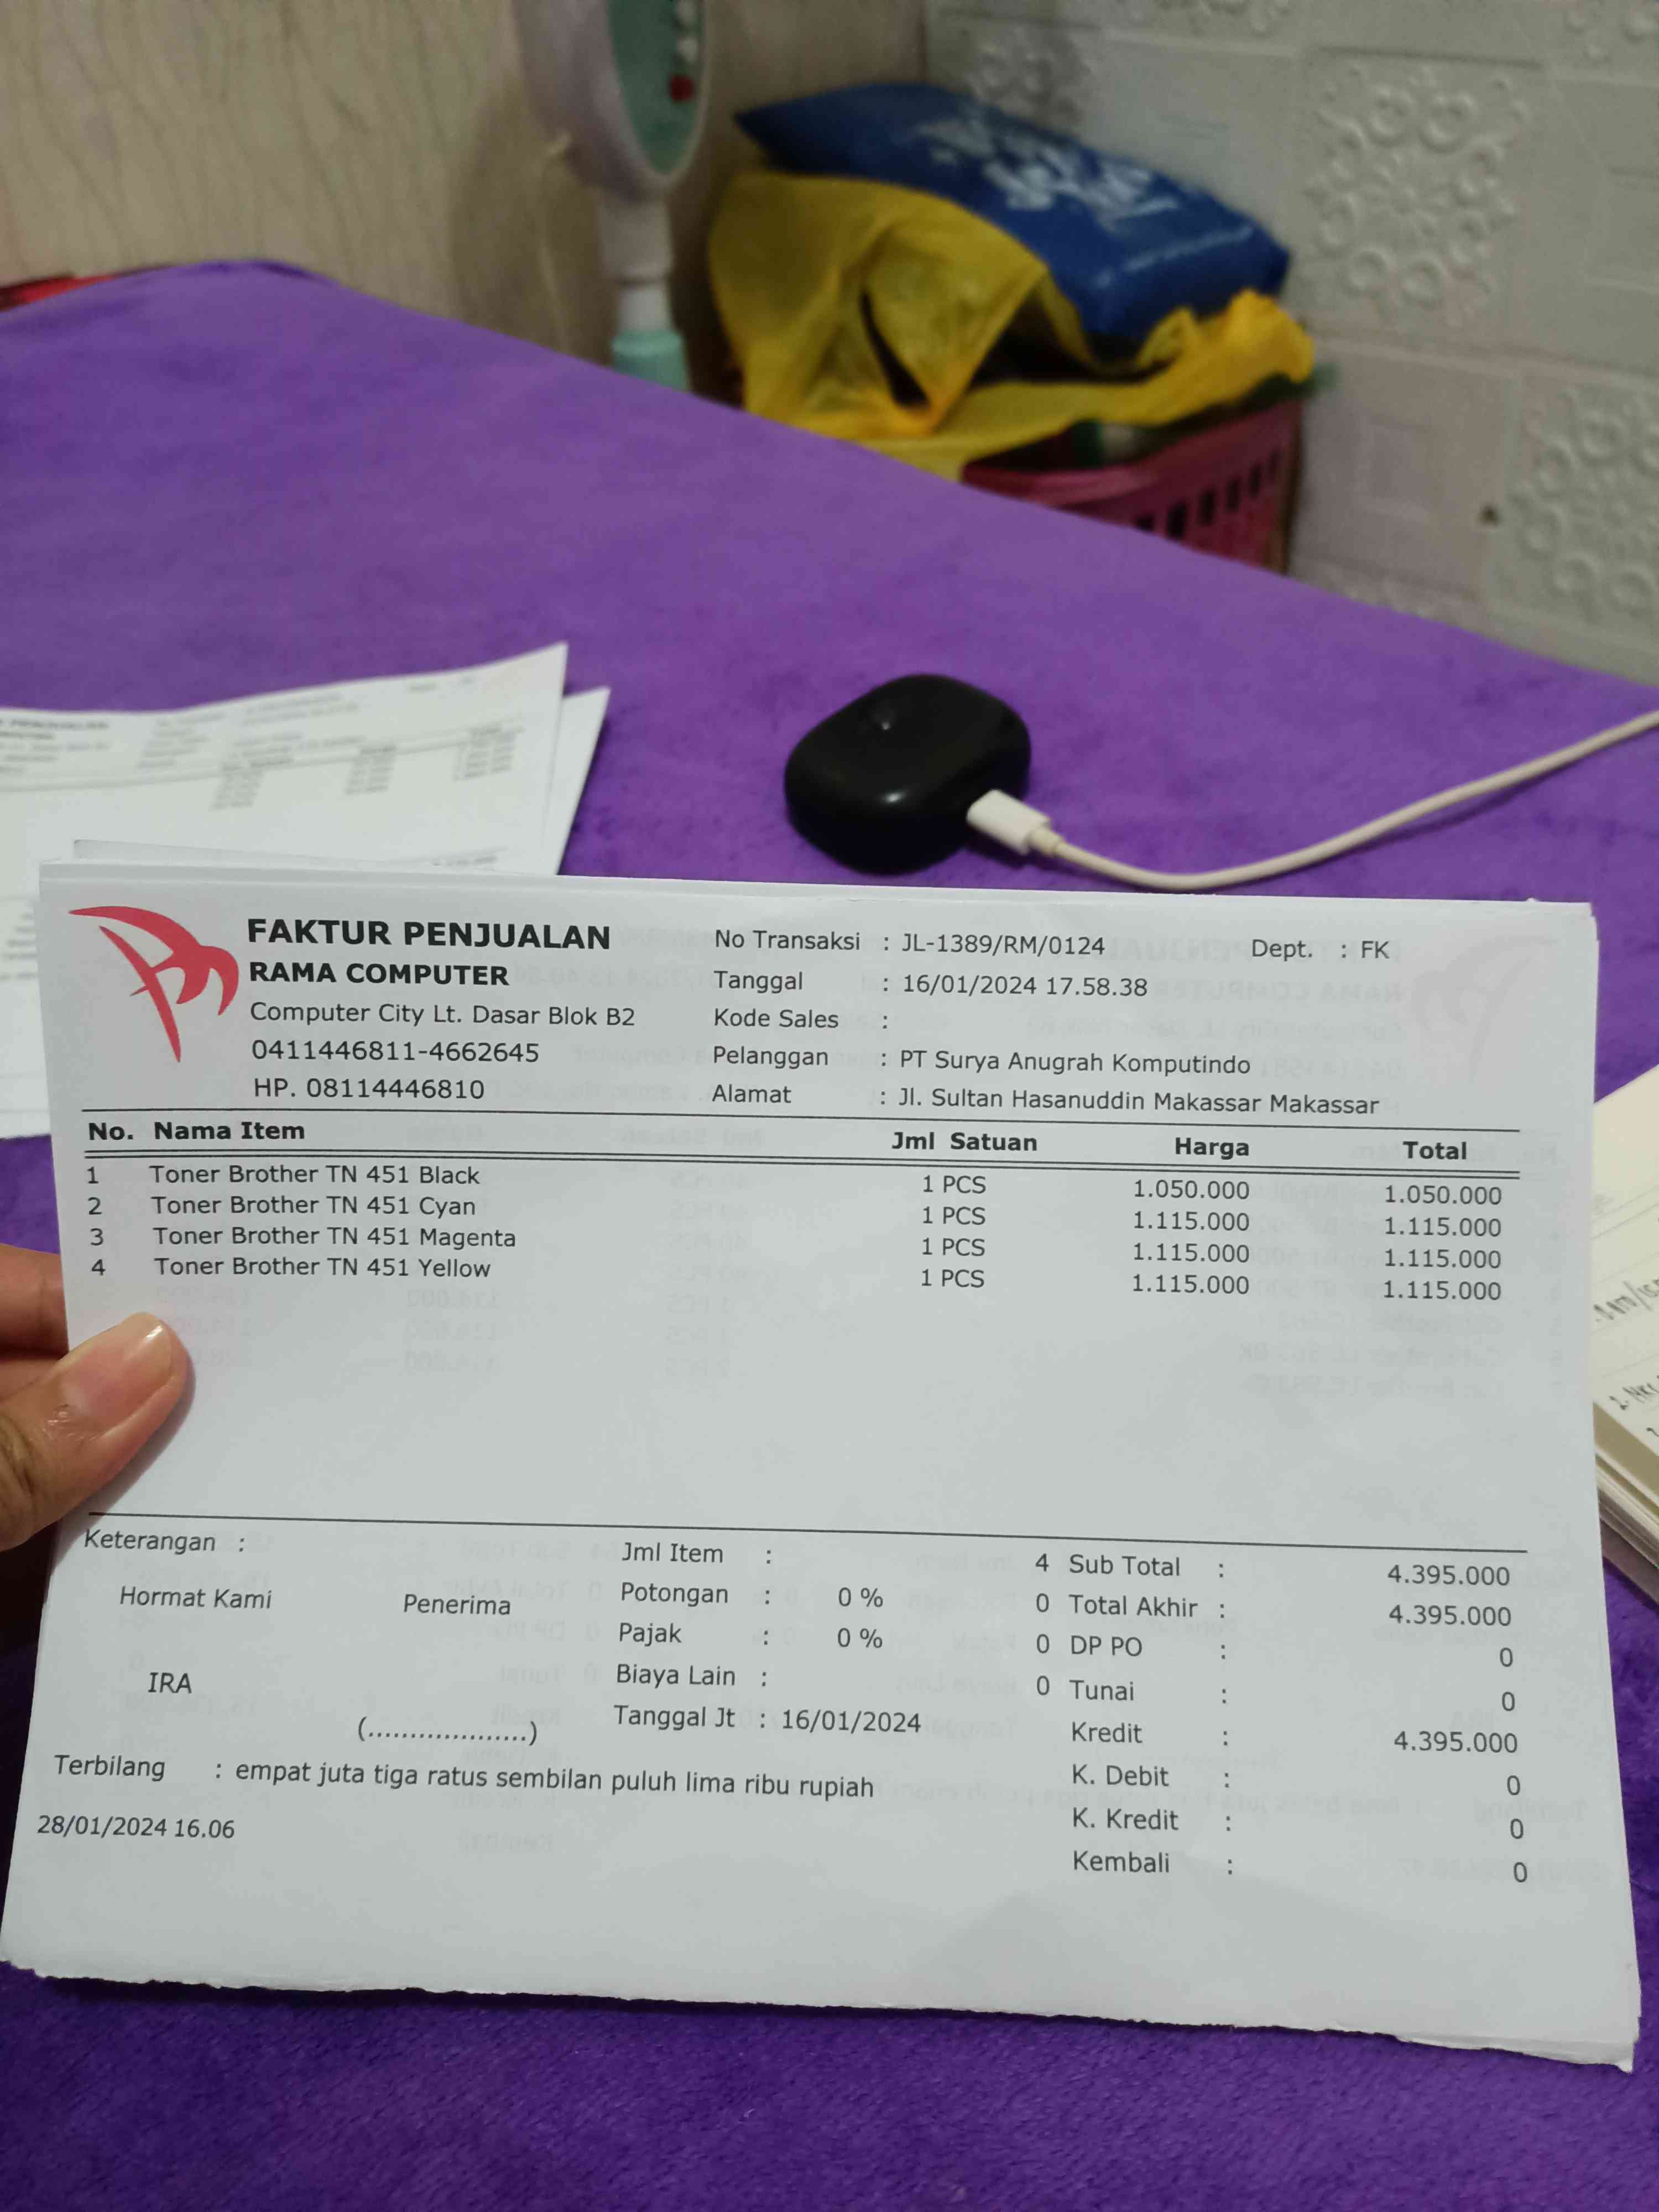 FAKTUR PENJUALAN
RAMA COMPUTER
Computer City Lt. Dasar Blok B2
0411446811-4662645
HP. 08114446810
No Transaksi : JL-1389/RM/0124 Dept. : FK
Tanggal : 16/01/2024 17.58.38
Kode Sales :
Pelanggan : PT Surya Anugrah Komputindo
Alamat : Jl. Sultan Hasanuddin Makassar Makassar
No. Nama Item Jml Satuan Harga Total
1 Toner Brother TN 451 Black 1 PCS 1.050.000 1.050.000
2 Toner Brother TN 451 Cyan 1 PCS 1.115.000 1.115.000
3 Toner Brother TN 451 Magenta 1 PCS 1.115.000 1.115.000
4 Toner Brother TN 451 Yellow 1 PCS 1.115.000 1.115.000
Keterangan :
Hormat Kami Penerima
IRA
(...................)
Jml Item : 4
Potongan : 0 % 0
Pajak : 0 % 0
Biaya Lain : 0
Tanggal Jt : 16/01/2024
Sub Total : 4.395.000
Total Akhir : 4.395.000
DP PO : 0
Tunai : 0
Kredit : 4.395.000
K. Debit : 0
K. Kredit : 0
Kembali : 0
Terbilang : empat juta tiga ratus sembilan puluh lima ribu rupiah
28/01/2024 16.06